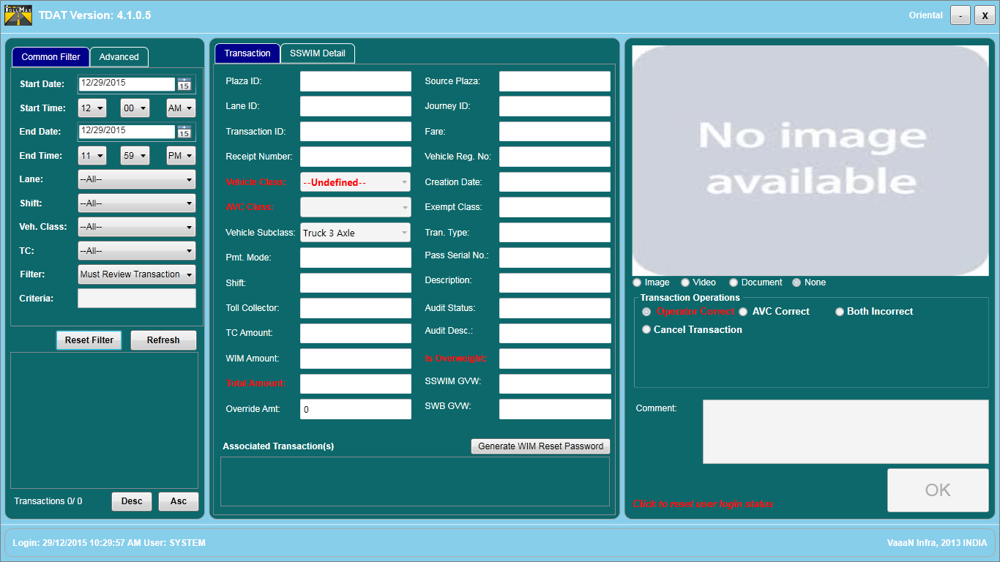 TOLLMAX
TDAT Version: 4.1.0.5
Oriental
-
X
Common Filter
Advanced
Start Date:
12/29/2015
15
Start Time:
12
00
AM
End Date:
12/29/2015
15
End Time:
11
59
PM
Lane:
--All--
Shift:
--All--
Veh. Class:
--All--
TC:
--All--
Filter:
Must Review Transaction
Criteria:
Reset Filter
Refresh
Transactions 0/ 0
Desc
Asc
Transaction
SSWIM Detail
Plaza ID:
Source Plaza:
Lane ID:
Journey ID:
Transaction ID:
Fare:
Receipt Number:
Vehicle Reg. No:
Vehicle Class:
--Undefined--
Creation Date:
AVC Class:
Exempt Class:
Vehicle Subclass:
Truck 3 Axle
Tran. Type:
Pmt. Mode:
Pass Serial No.:
Shift:
Description:
Toll Collector:
Audit Status:
TC Amount:
Audit Desc.:
WIM Amount:
Is Overweight:
Total Amount:
SSWIM GVW:
Override Amt:
0
SWB GVW:
Associated Transaction(s)
Generate WIM Reset Password
No image
available
Image
Video
Document
None
Transaction Operations
Operator Correct
AVC Correct
Both Incorrect
Cancel Transaction
Comment:
OK
Click to reset user login status
Login: 29/12/2015 10:29:57 AM User: SYSTEM
VaaaN Infra, 2013 INDIA